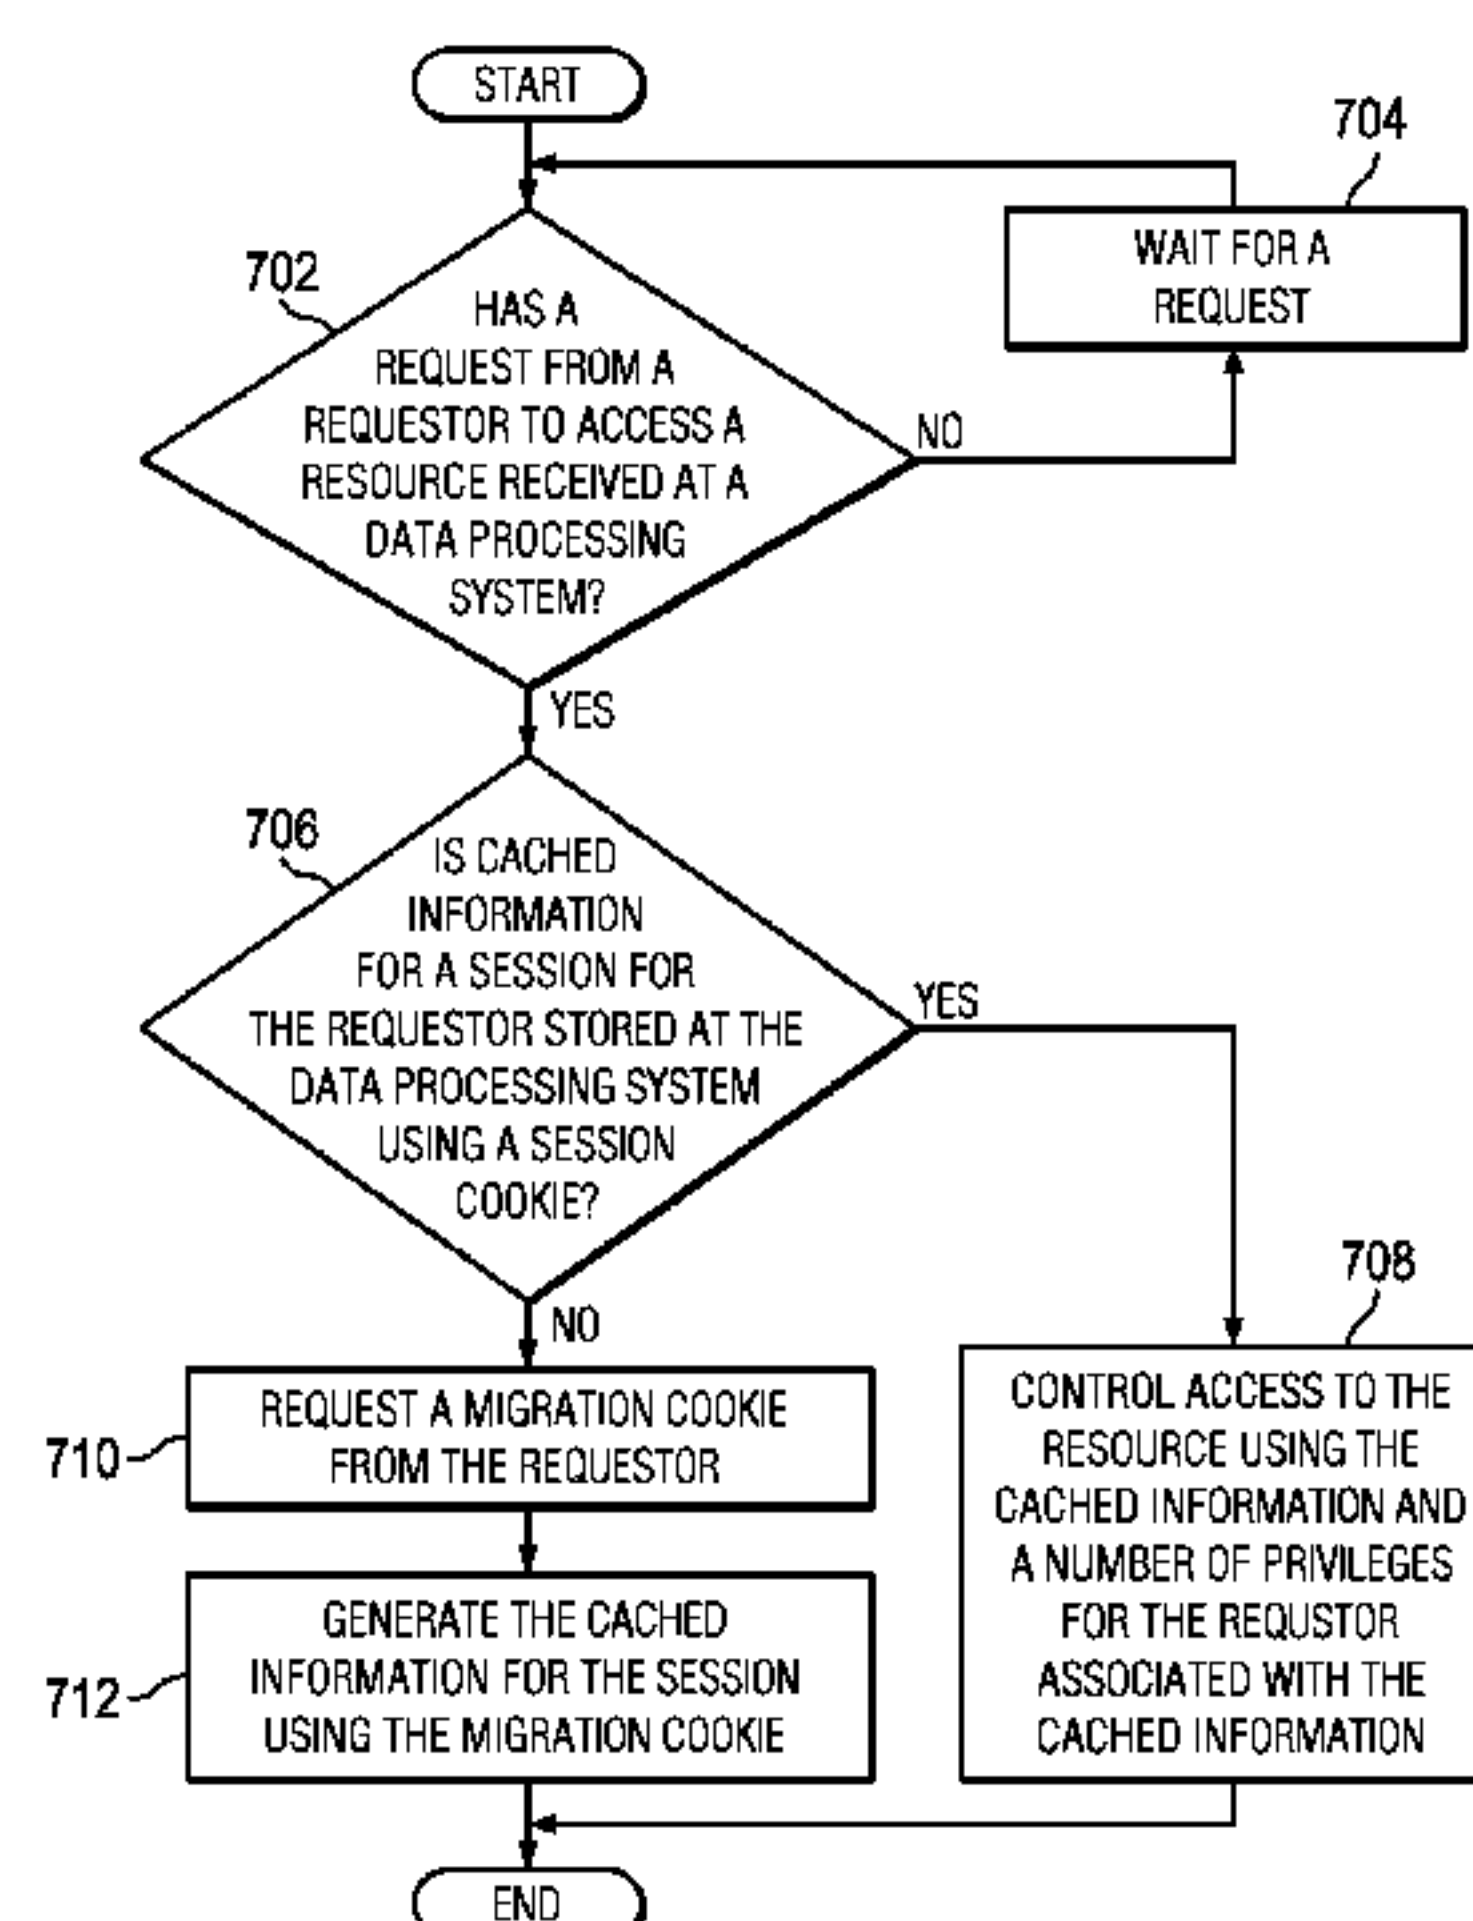 START
704
WAIT FOR A
REQUEST
702
HAS A
REQUEST FROM A
REQUESTOR TO ACCESS A
RESOURCE RECEIVED AT A
DATA PROCESSING
SYSTEM?
NO
YES
706
IS CACHED
INFORMATION
FOR A SESSION FOR
THE REQUESTOR STORED AT THE
DATA PROCESSING SYSTEM
USING A SESSION
COOKIE?
YES
NO
708
CONTROL ACCESS TO THE
RESOURCE USING THE
CACHED INFORMATION AND
A NUMBER OF PRIVILEGES
FOR THE REQUSTOR
ASSOCIATED WITH THE
CACHED INFORMATION
710
REQUEST A MIGRATION COOKIE
FROM THE REQUESTOR
712
GENERATE THE CACHED
INFORMATION FOR THE SESSION
USING THE MIGRATION COOKIE
END